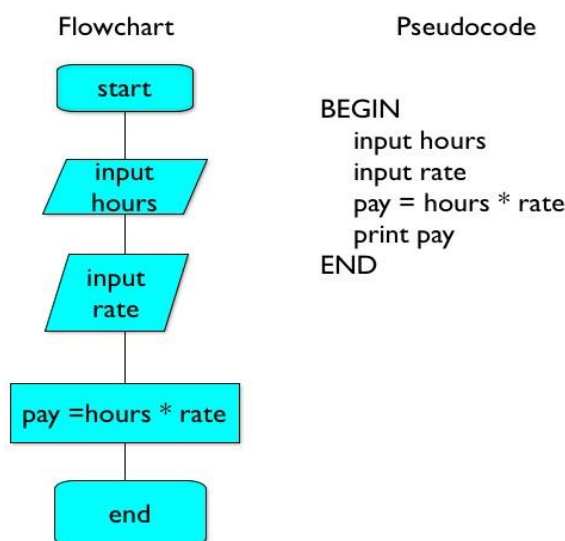 Flowchart
start
input
hours
input
rate
pay =hours * rate
end
Pseudocode
BEGIN
input hours
input rate
pay = hours * rate
print pay
END